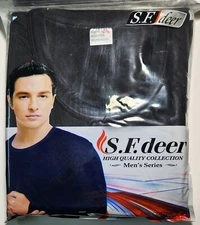 S.F. deer
S.F. deer
HIGH QUALITY COLLECTION
- Men's Series -